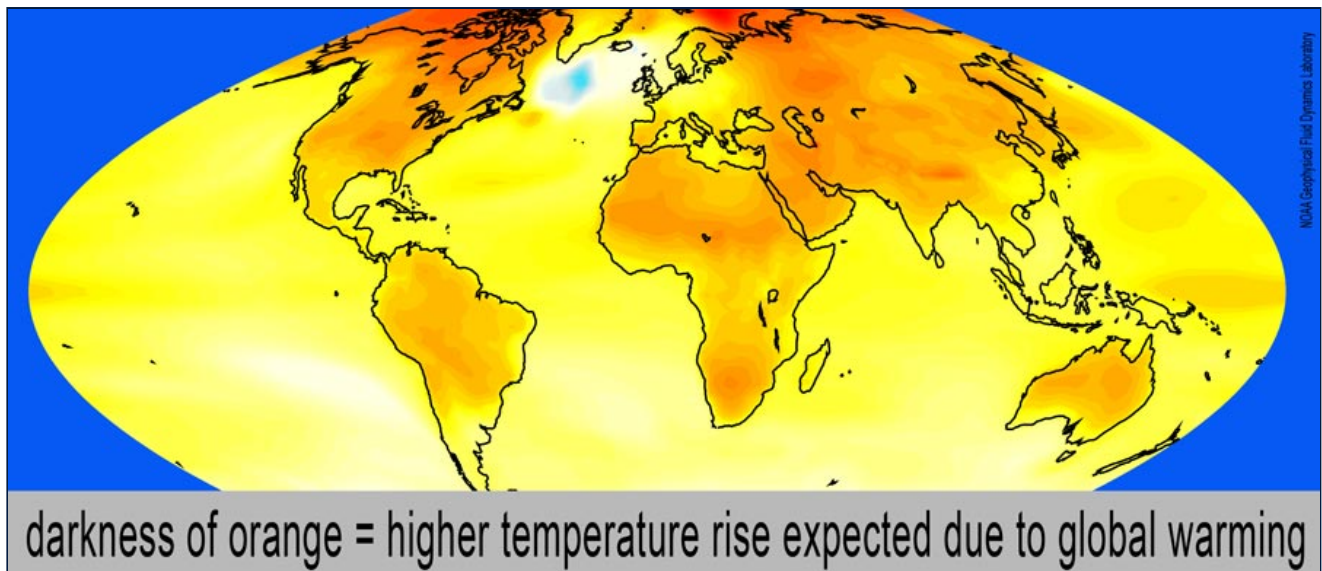 NOAA Geophysical Fluid Dynamics Laboratory
darkness of orange = higher temperature rise expected due to global warming